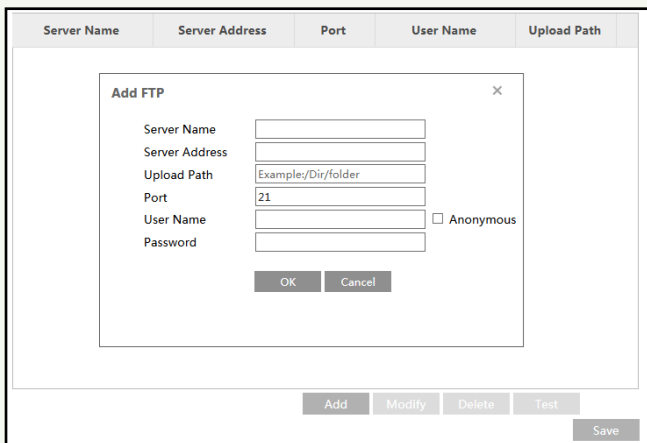 Server Name Server Address Port User Name Upload Path
Add FTP ×
Server Name
Server Address
Upload Path Example:/Dir/folder
Port 21
User Name Anonymous
Password
OK Cancel
Add Modify Delete Test
Save